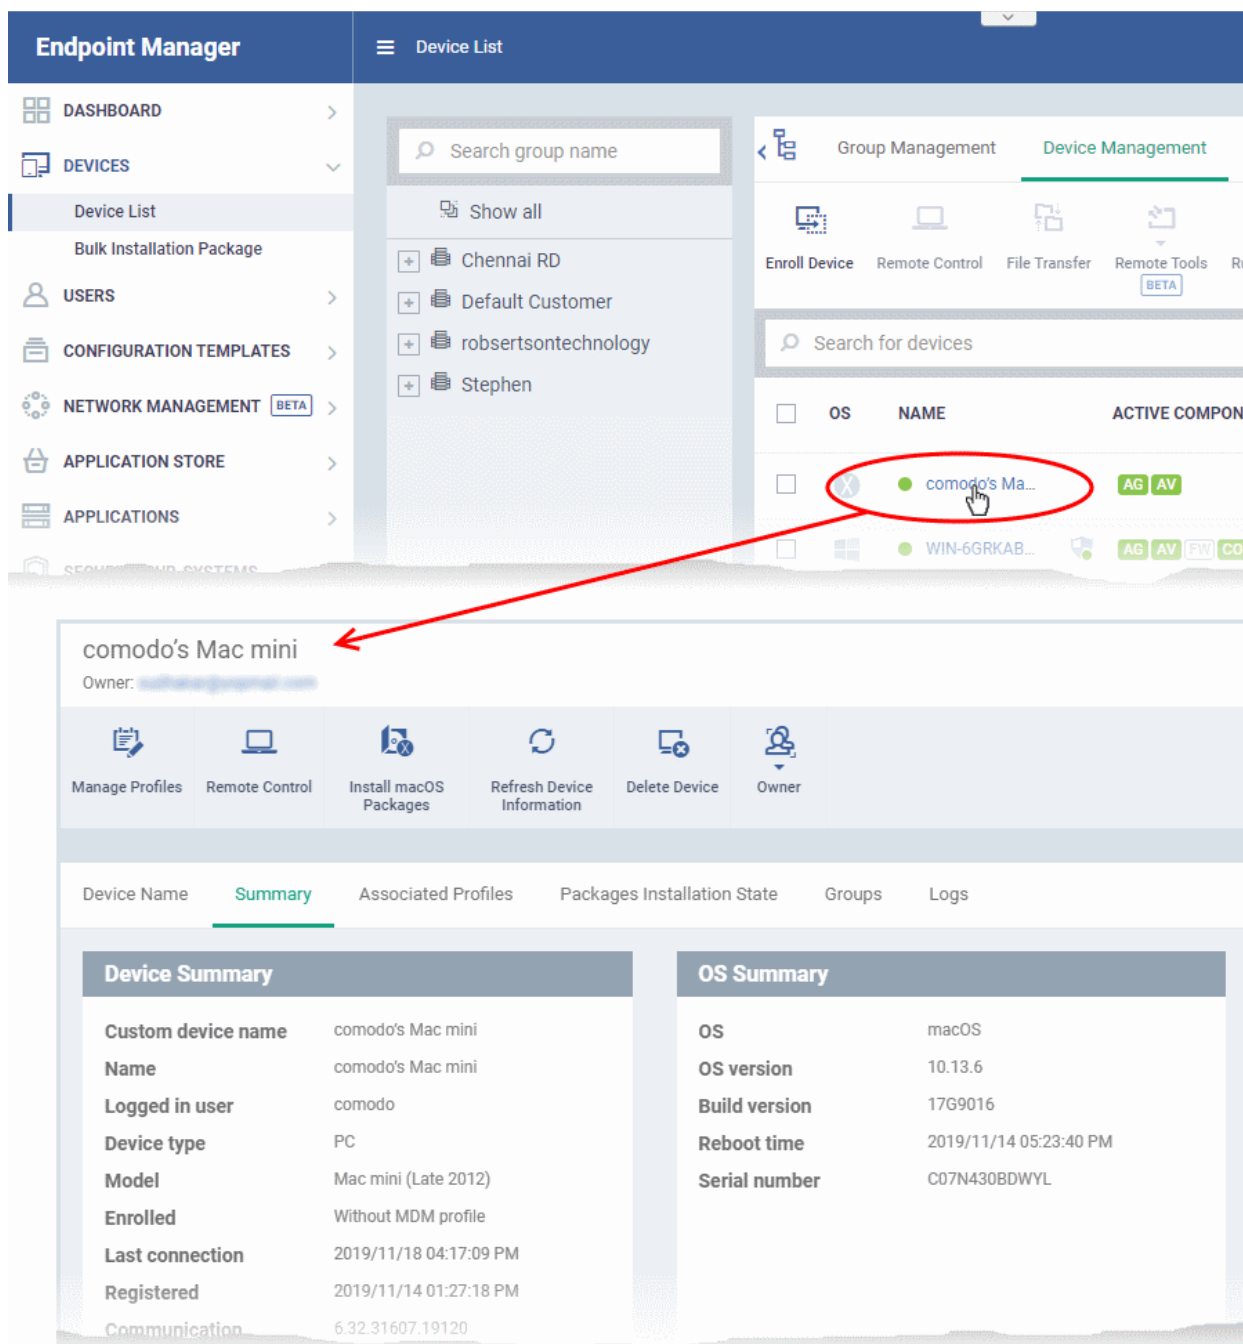 Endpoint Manager
Device List
DASHBOARD
DEVICES
Device List
Bulk Installation Package
USERS
CONFIGURATION TEMPLATES
NETWORK MANAGEMENT BETA
APPLICATION STORE
APPLICATIONS
Search group name
Show all
Chennai RD
Default Customer
robsertsontechnology
Stephen
Group Management Device Management
Enroll Device Remote Control File Transfer Remote Tools
BETA
Search for devices
OS NAME ACTIVE COMPON
comodo's Ma... AG AV
WIN-6GRKAB... AG AV FW CO
comodo's Mac mini
Owner:
Manage Profiles
Remote Control
Install macOS
Packages
Refresh Device
Information
Delete Device
Owner
Device Name Summary Associated Profiles Packages Installation State Groups Logs
Device Summary
Custom device name comodo's Mac mini
Name comodo's Mac mini
Logged in user comodo
Device type PC
Model Mac mini (Late 2012)
Enrolled Without MDM profile
Last connection 2019/11/18 04:17:09 PM
Registered 2019/11/14 01:27:18 PM
Communication 6.32.31607.19120
OS Summary
OS macOS
OS version 10.13.6
Build version 17G9016
Reboot time 2019/11/14 05:23:40 PM
Serial number C07N430BDWYL